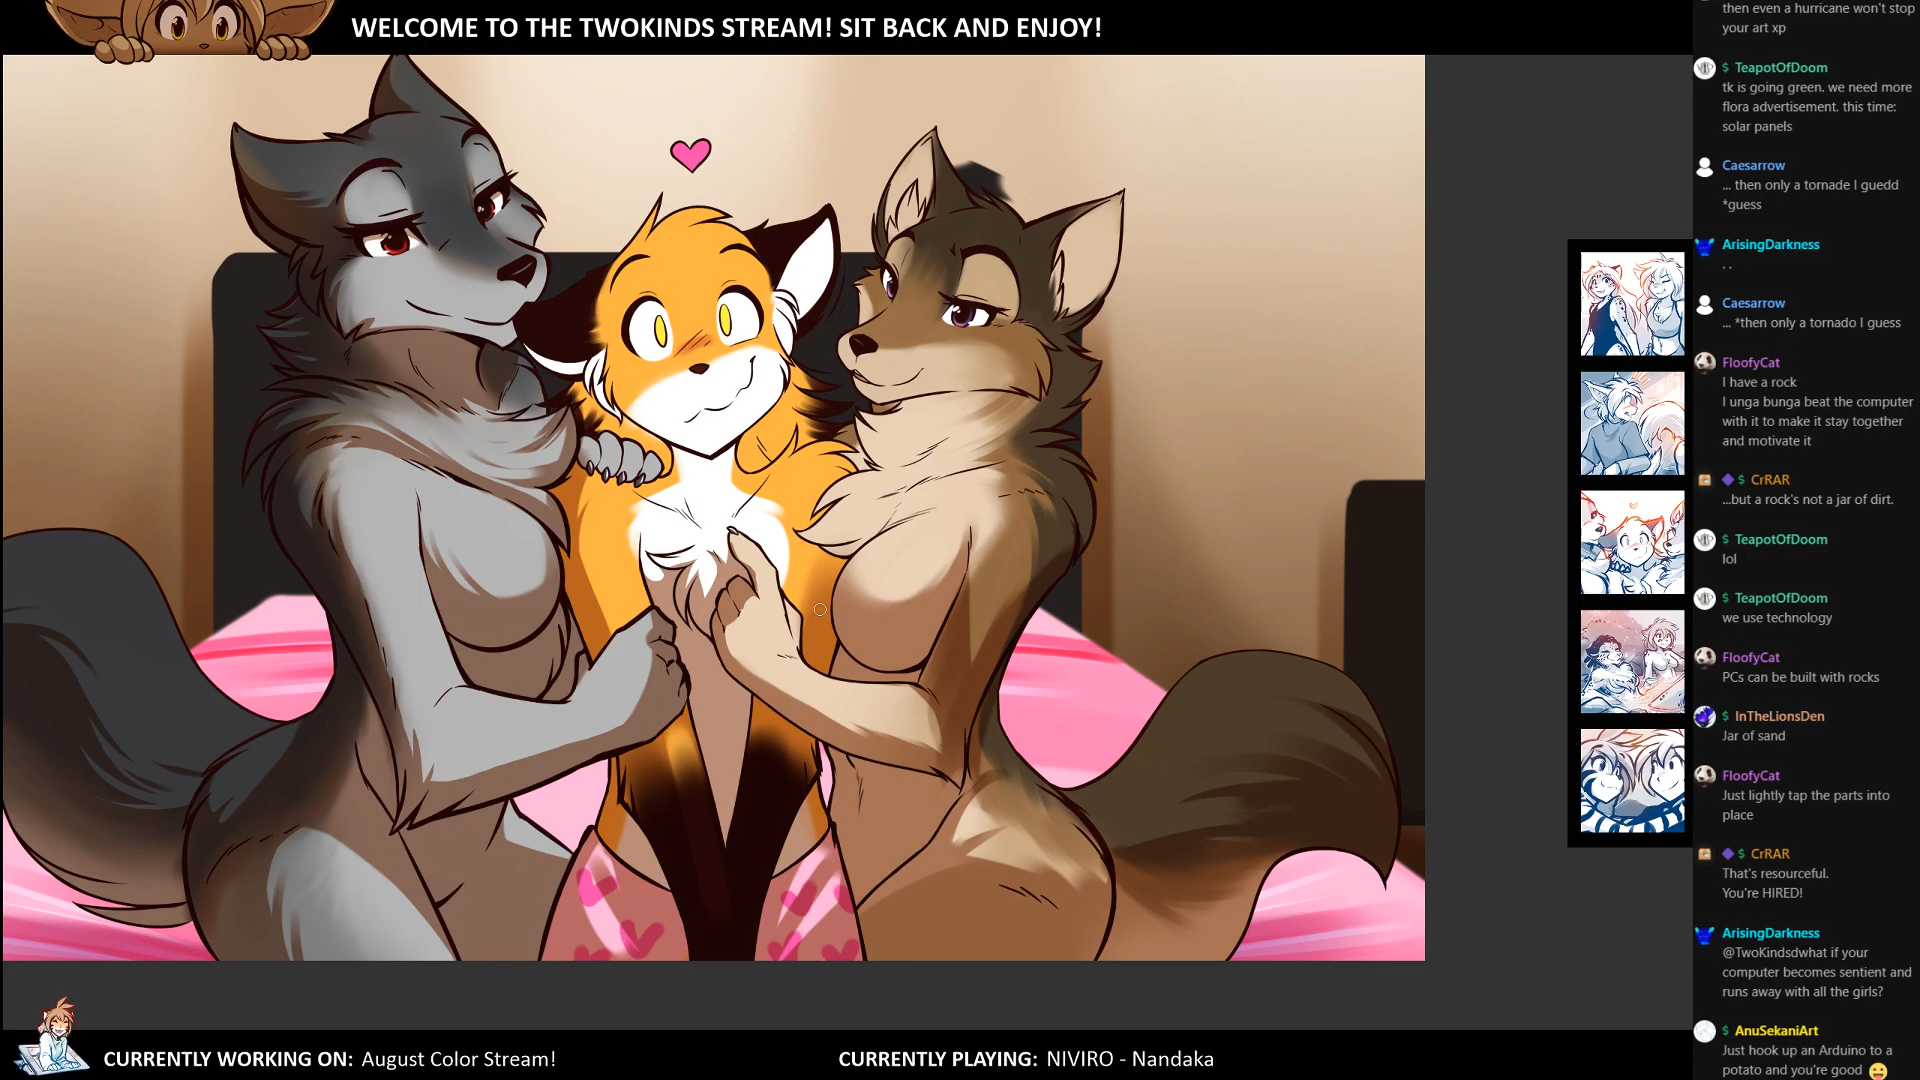 WELCOME TO THE TWOKINDS STREAM! SIT BACK AND ENJOY!
then even a hurricane won't stop
your art xp
$ TeapotOfDoom
tk is going green. we need more
flora advertisement. this time:
solar panels
Caesarrow
... then only a tornade I guedd
*guess
ArisingDarkness
. .
Caesarrow
... *then only a tornado I guess
FloofyCat
I have a rock
I unga bunga beat the computer
with it to make it stay together
and motivate it
$ CrRAR
...but a rock's not a jar of dirt.
$ TeapotOfDoom
lol
$ TeapotOfDoom
we use technology
FloofyCat
PCs can be built with rocks
$ InTheLionsDen
Jar of sand
FloofyCat
Just lightly tap the parts into
place
$ CrRAR
That's resourceful.
You're HIRED!
ArisingDarkness
@TwoKindsdwhat if your
computer becomes sentient and
runs away with all the girls?
$ AnuSekaniArt
Just hook up an Arduino to a
potato and you're good 😛
CURRENTLY WORKING ON: August Color Stream!
CURRENTLY PLAYING: NIVIRO - Nandaka